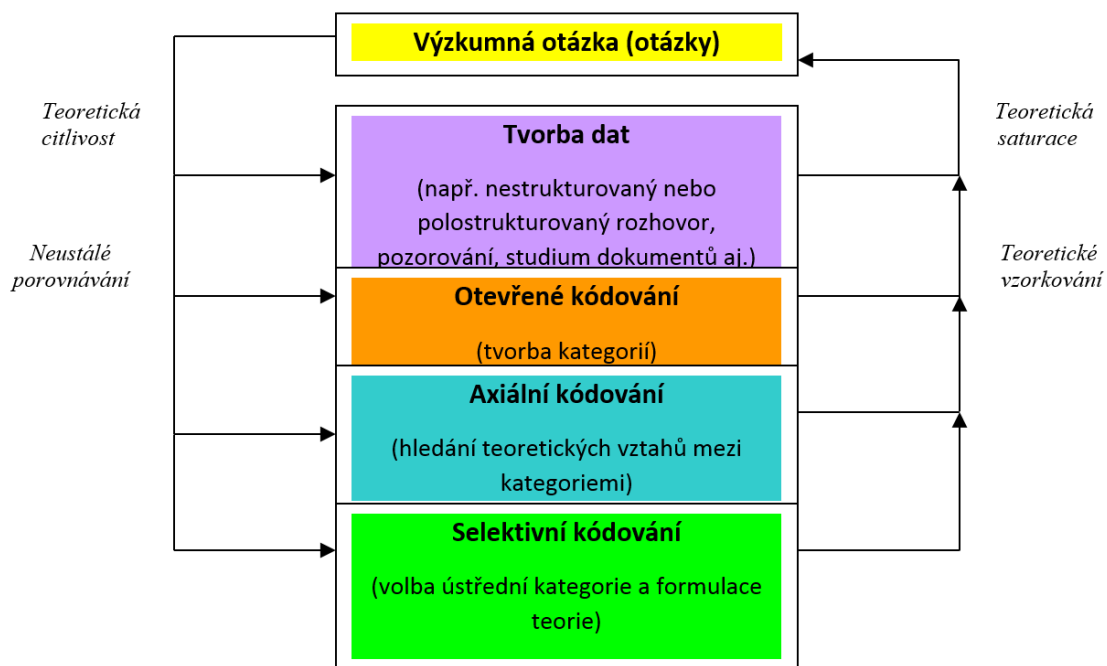 Výzkumná otázka (otázky)
Teoretická
citlivost
Teoretická
saturace
Tvorba dat
(např. nestrukturovaný nebo
polostrukturovaný rozhovor,
pozorování, studium dokumentů aj.)
Neustálé
porovnávání
Teoretické
vzorkování
Otevřené kódování
(tvorba kategorií)
Axiální kódování
(hledání teoretických vztahů mezi
kategoriemi)
Selektivní kódování
(volba ústřední kategorie a formulace
teorie)